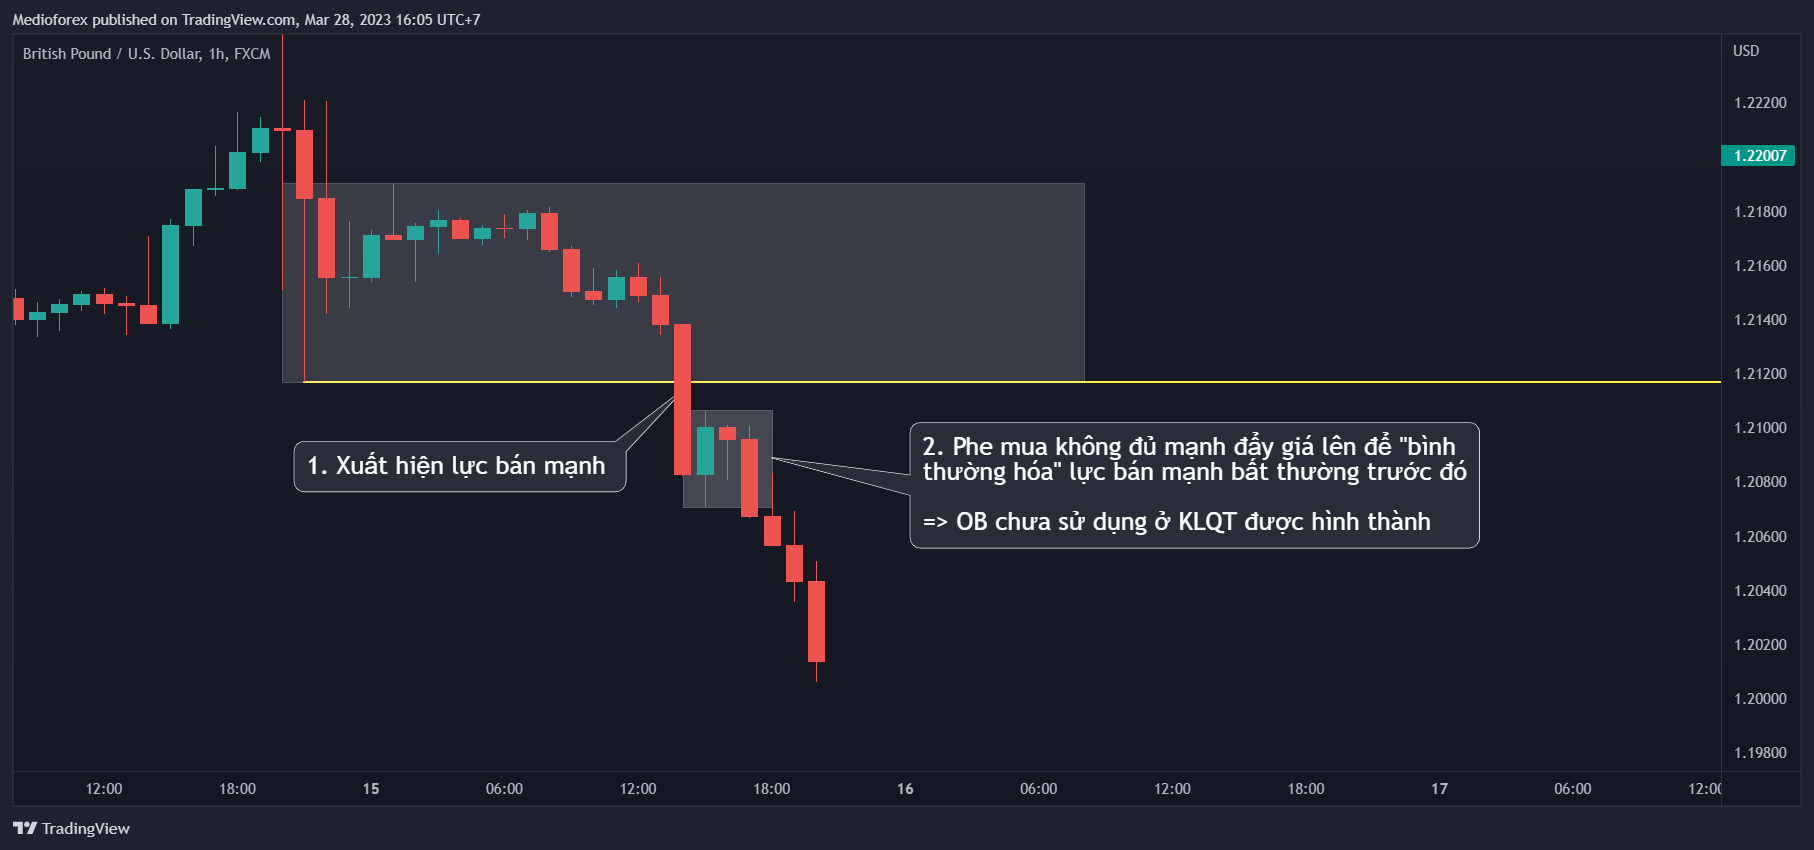 Medioforex published on TradingView.com, Mar 28, 2023 16:05 UTC+7
British Pound / U.S. Dollar, 1h, FXCM
USD
1.22200
1.22007
1.21800
1.21600
1.21400
1.21200
1.21000
1.20800
1.20600
1.20400
1.20200
1.20000
1.19800
1. Xuất hiện lực bán mạnh
2. Phe mua không đủ mạnh đẩy giá lên để "bình
thường hóa" lực bán mạnh bất thường trước đó
=> OB chưa sử dụng ở KLQT được hình thành
12:00 18:00 15 06:00 12:00 18:00 16 06:00 12:00 18:00 17 06:00 12:00
TradingView